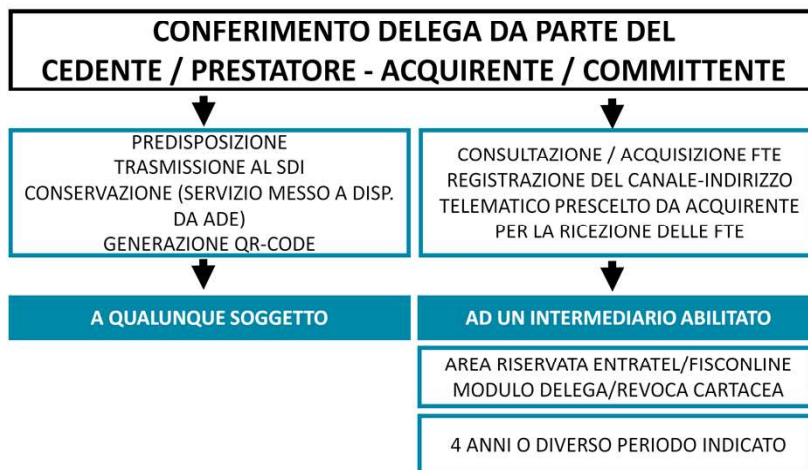 CONFERIMENTO DELEGA DA PARTE DEL
CEDENTE / PRESTATORE - ACQUIRENTE / COMMITTENTE
PREDISPOSIZIONE
TRASMISSIONE AL SDI
CONSERVAZIONE (SERVIZIO MESSO A DISP.
DA ADE)
GENERAZIONE QR-CODE
CONSULTAZIONE / ACQUISIZIONE FTE
REGISTRAZIONE DEL CANALE-INDIRIZZO
TELEMATICO PRESCELTO DA ACQUIRENTE
PER LA RICEZIONE DELLE FTE
A QUALUNQUE SOGGETTO
AD UN INTERMEDIARIO ABILITATO
AREA RISERVATA ENTRATEL/FISCONLINE
MODULO DELEGA/REVOCA CARTACEA
4 ANNI O DIVERSO PERIODO INDICATO